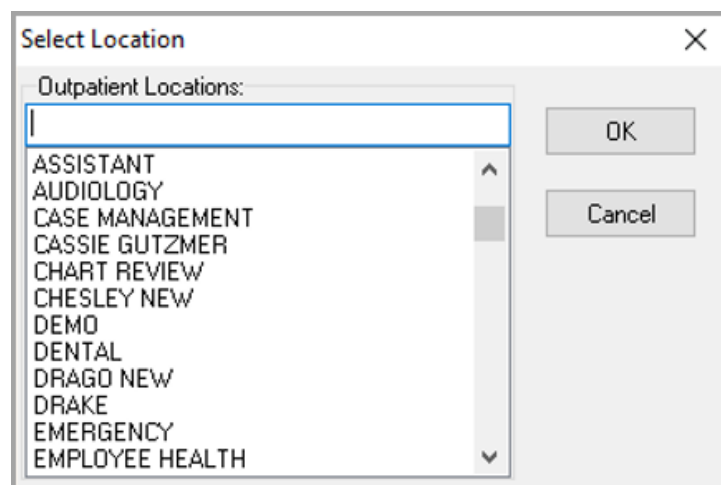 Select Location
Outpatient Locations:
OK
ASSISTANT
AUDIOLOGY
CASE MANAGEMENT
Cancel
CASSIE GUTZMER
CHART REVIEW
CHESLEY NEW
DEMO
DENTAL
DRAGO NEW
DRAKE
EMERGENCY
EMPLOYEE HEALTH